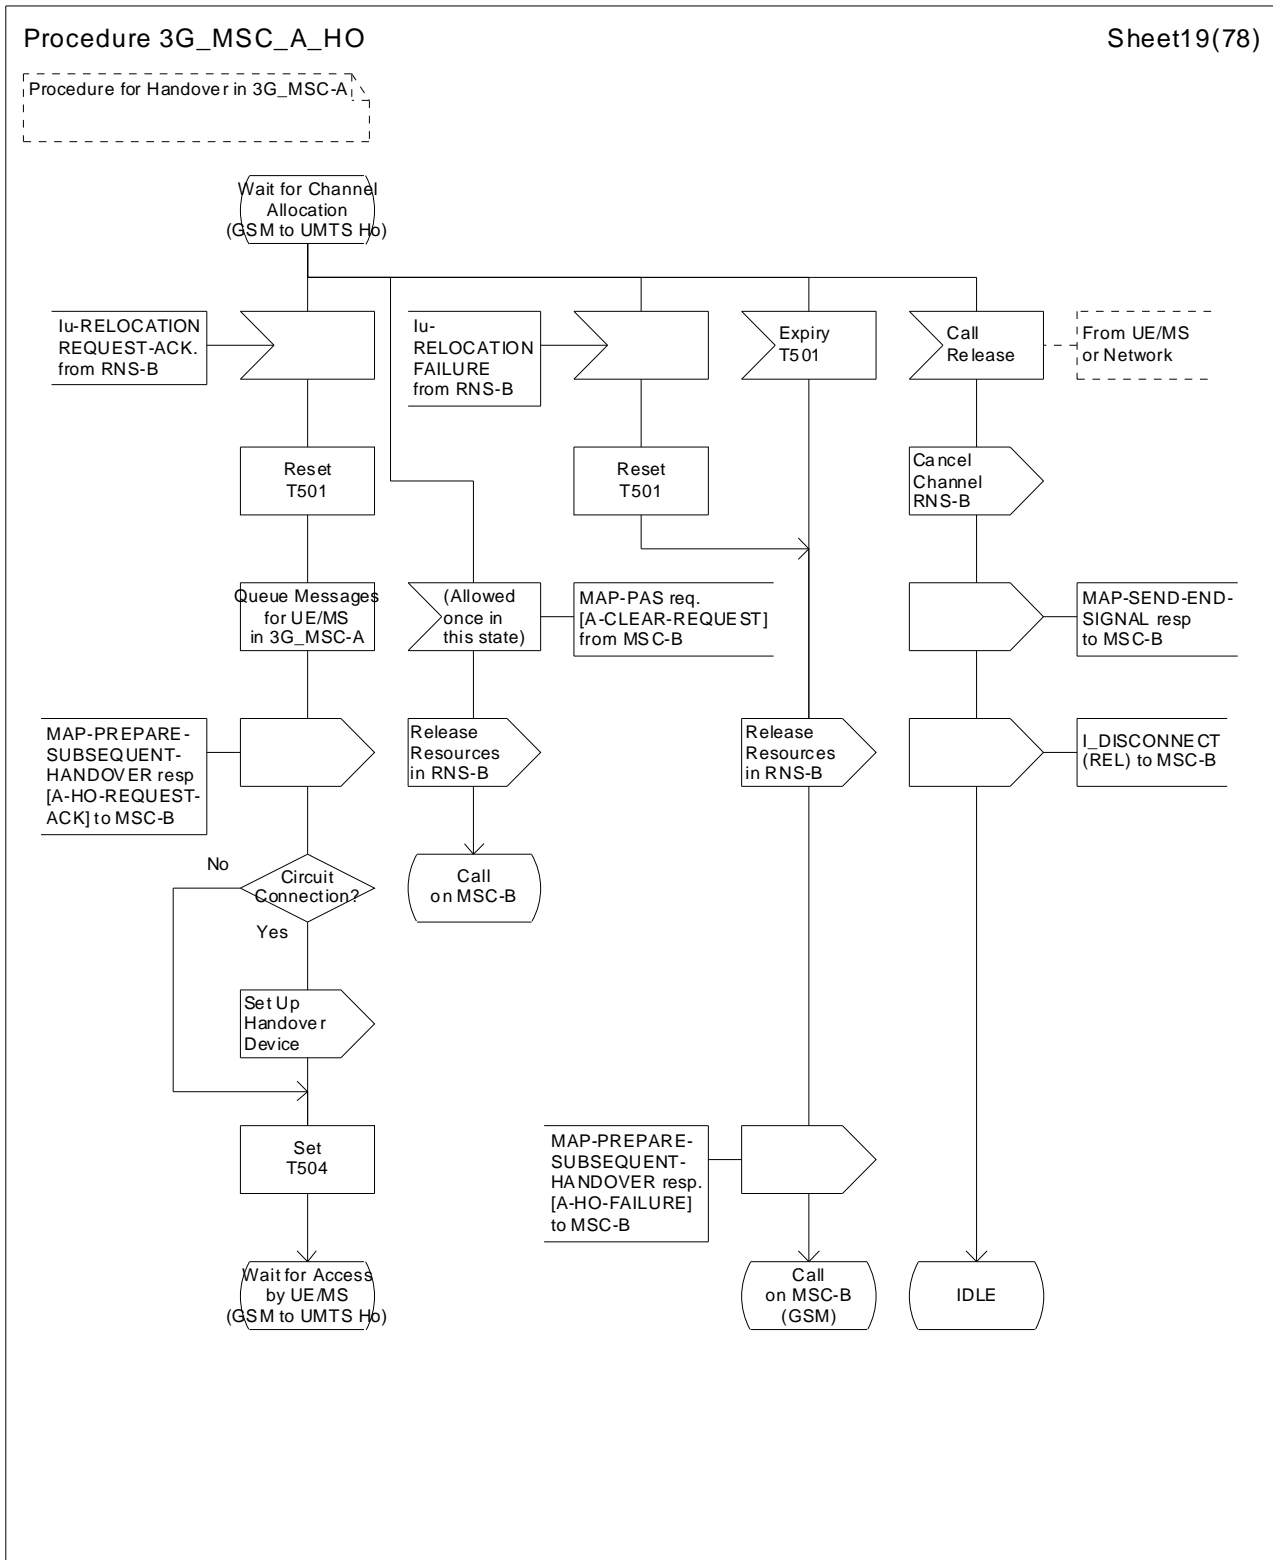 Procedure 3G_MSC_A_HO
Sheet19(78)
Procedure for Handover in 3G_MSC-A
Wait for Channel
Allocation
(GSM to UMTS Ho)
Iu-RELOCATION
REQUEST-ACK.
from RNS-B
Iu-
RELOCATION
FAILURE
from RNS-B
Expiry
T501
Call
Release
From UE/MS
or Network
Reset
T501
Reset
T501
Cancel
Channel
RNS-B
Queue Messages
for UE/MS
in 3G_MSC-A
(Allowed
once in
this state)
MAP-PAS req.
[A-CLEAR-REQUEST]
from MSC-B
MAP-SEND-END-
SIGNAL resp
to MSC-B
MAP-PREPARE-
SUBSEQUENT-
HANDOVER resp
[A-HO-REQUEST-
ACK] to MSC-B
Release
Resources
in RNS-B
Release
Resources
in RNS-B
I_DISCONNECT
(REL) to MSC-B
No
Circuit
Connection?
Yes
Call
on MSC-B
Set Up
Handover
Device
Set
T504
MAP-PREPARE-
SUBSEQUENT-
HANDOVER resp.
[A-HO-FAILURE]
to MSC-B
Wait for Access
by UE/MS
(GSM to UMTS Ho)
Call
on MSC-B
(GSM)
IDLE